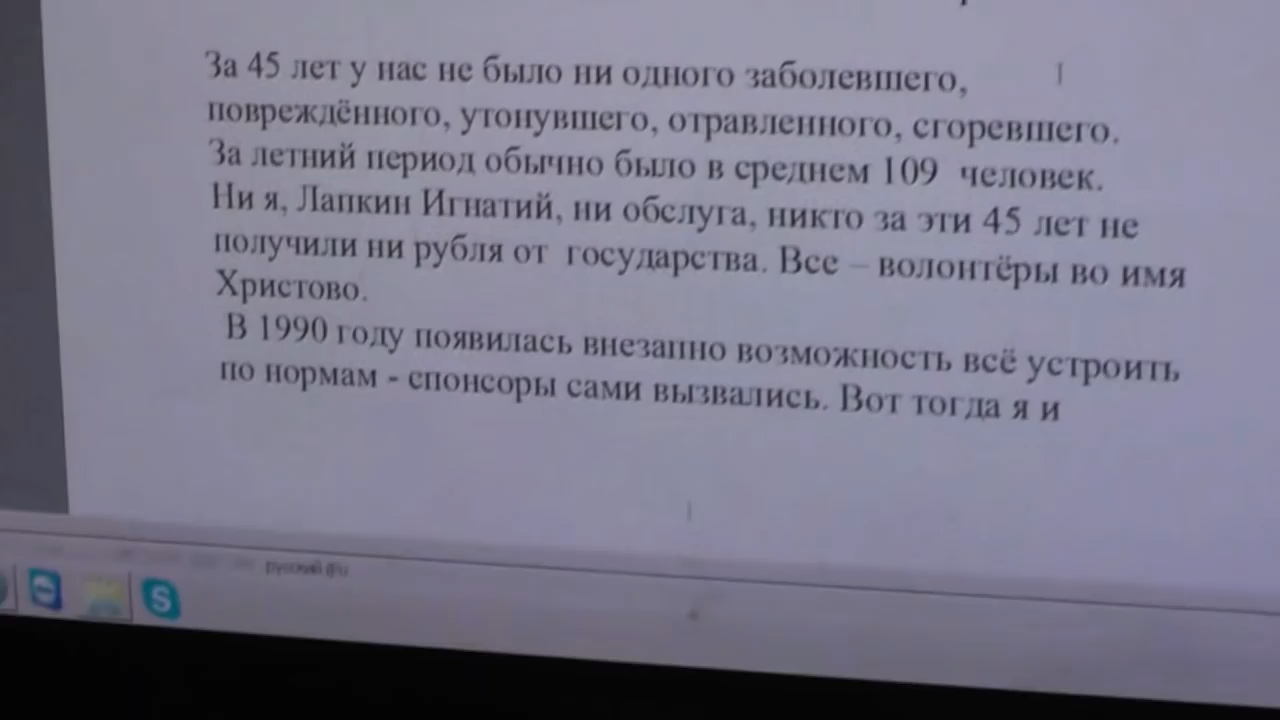 За 45 лет у нас не было ни одного заболевшего,
повреждённого, утонувшего, отравленного, сгоревшего.
За летний период обычно было в среднем 109 человек.
Ни я, Лапкин Игнатий, ни обслуга, никто за эти 45 лет не
получили ни рубля от государства. Все – волонтёры во имя
Христово.
В 1990 году появилась внезапно возможность всё устроить
по нормам - спонсоры сами вызвались. Вот тогда я и
русский
S